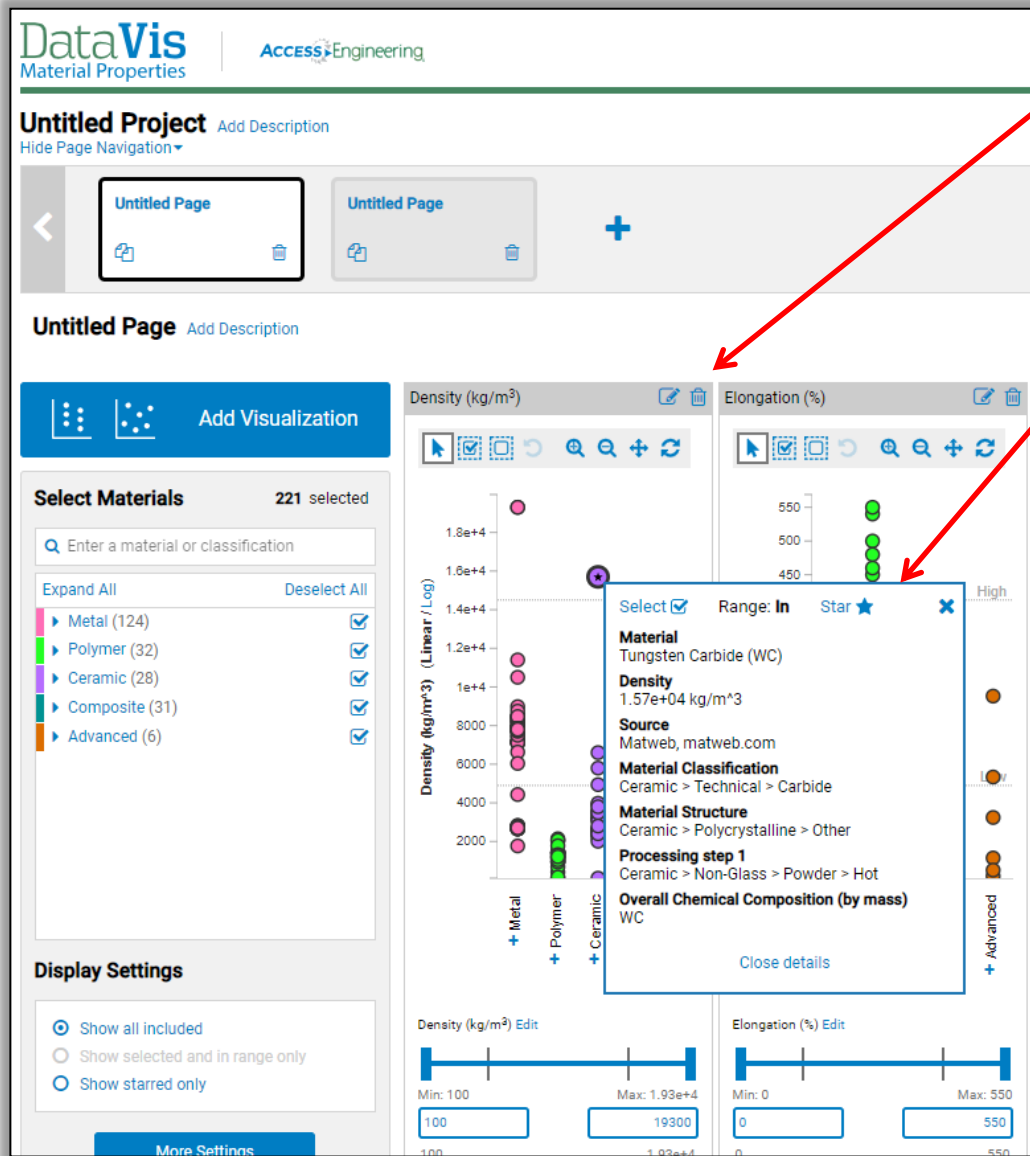 DataVis
Material Properties
ACCESS Engineering
Untitled Project Add Description
Hide Page Navigation
Untitled Page
Untitled Page
Untitled Page Add Description
Add Visualization
Select Materials 221 selected
Enter a material or classification
Expand All Deselect All
Metal (124)
Polymer (32)
Ceramic (28)
Composite (31)
Advanced (6)
Display Settings
Show all included
Show selected and in range only
Show starred only
More Settings
Density (kg/m³)
Density (kg/m^3) (Linear / Log)
1.8e+4
1.6e+4
1.4e+4
1.2e+4
1e+4
8000
6000
4000
2000
+ Metal
+ Polymer
+ Ceramic
Density (kg/m³) Edit
Min: 100 Max: 1.93e+4
100 19300
100 1.93e+4
Elongation (%)
550
500
450
High
+ Advanced
Elongation (%) Edit
Min: 0 Max: 550
0 550
0 550
Select Range: In Star
Material
Tungsten Carbide (WC)
Density
1.57e+04 kg/m^3
Source
Matweb, matweb.com
Material Classification
Ceramic > Technical > Carbide
Material Structure
Ceramic > Polycrystalline > Other
Processing step 1
Ceramic > Non-Glass > Powder > Hot
Overall Chemical Composition (by mass)
WC
Close details